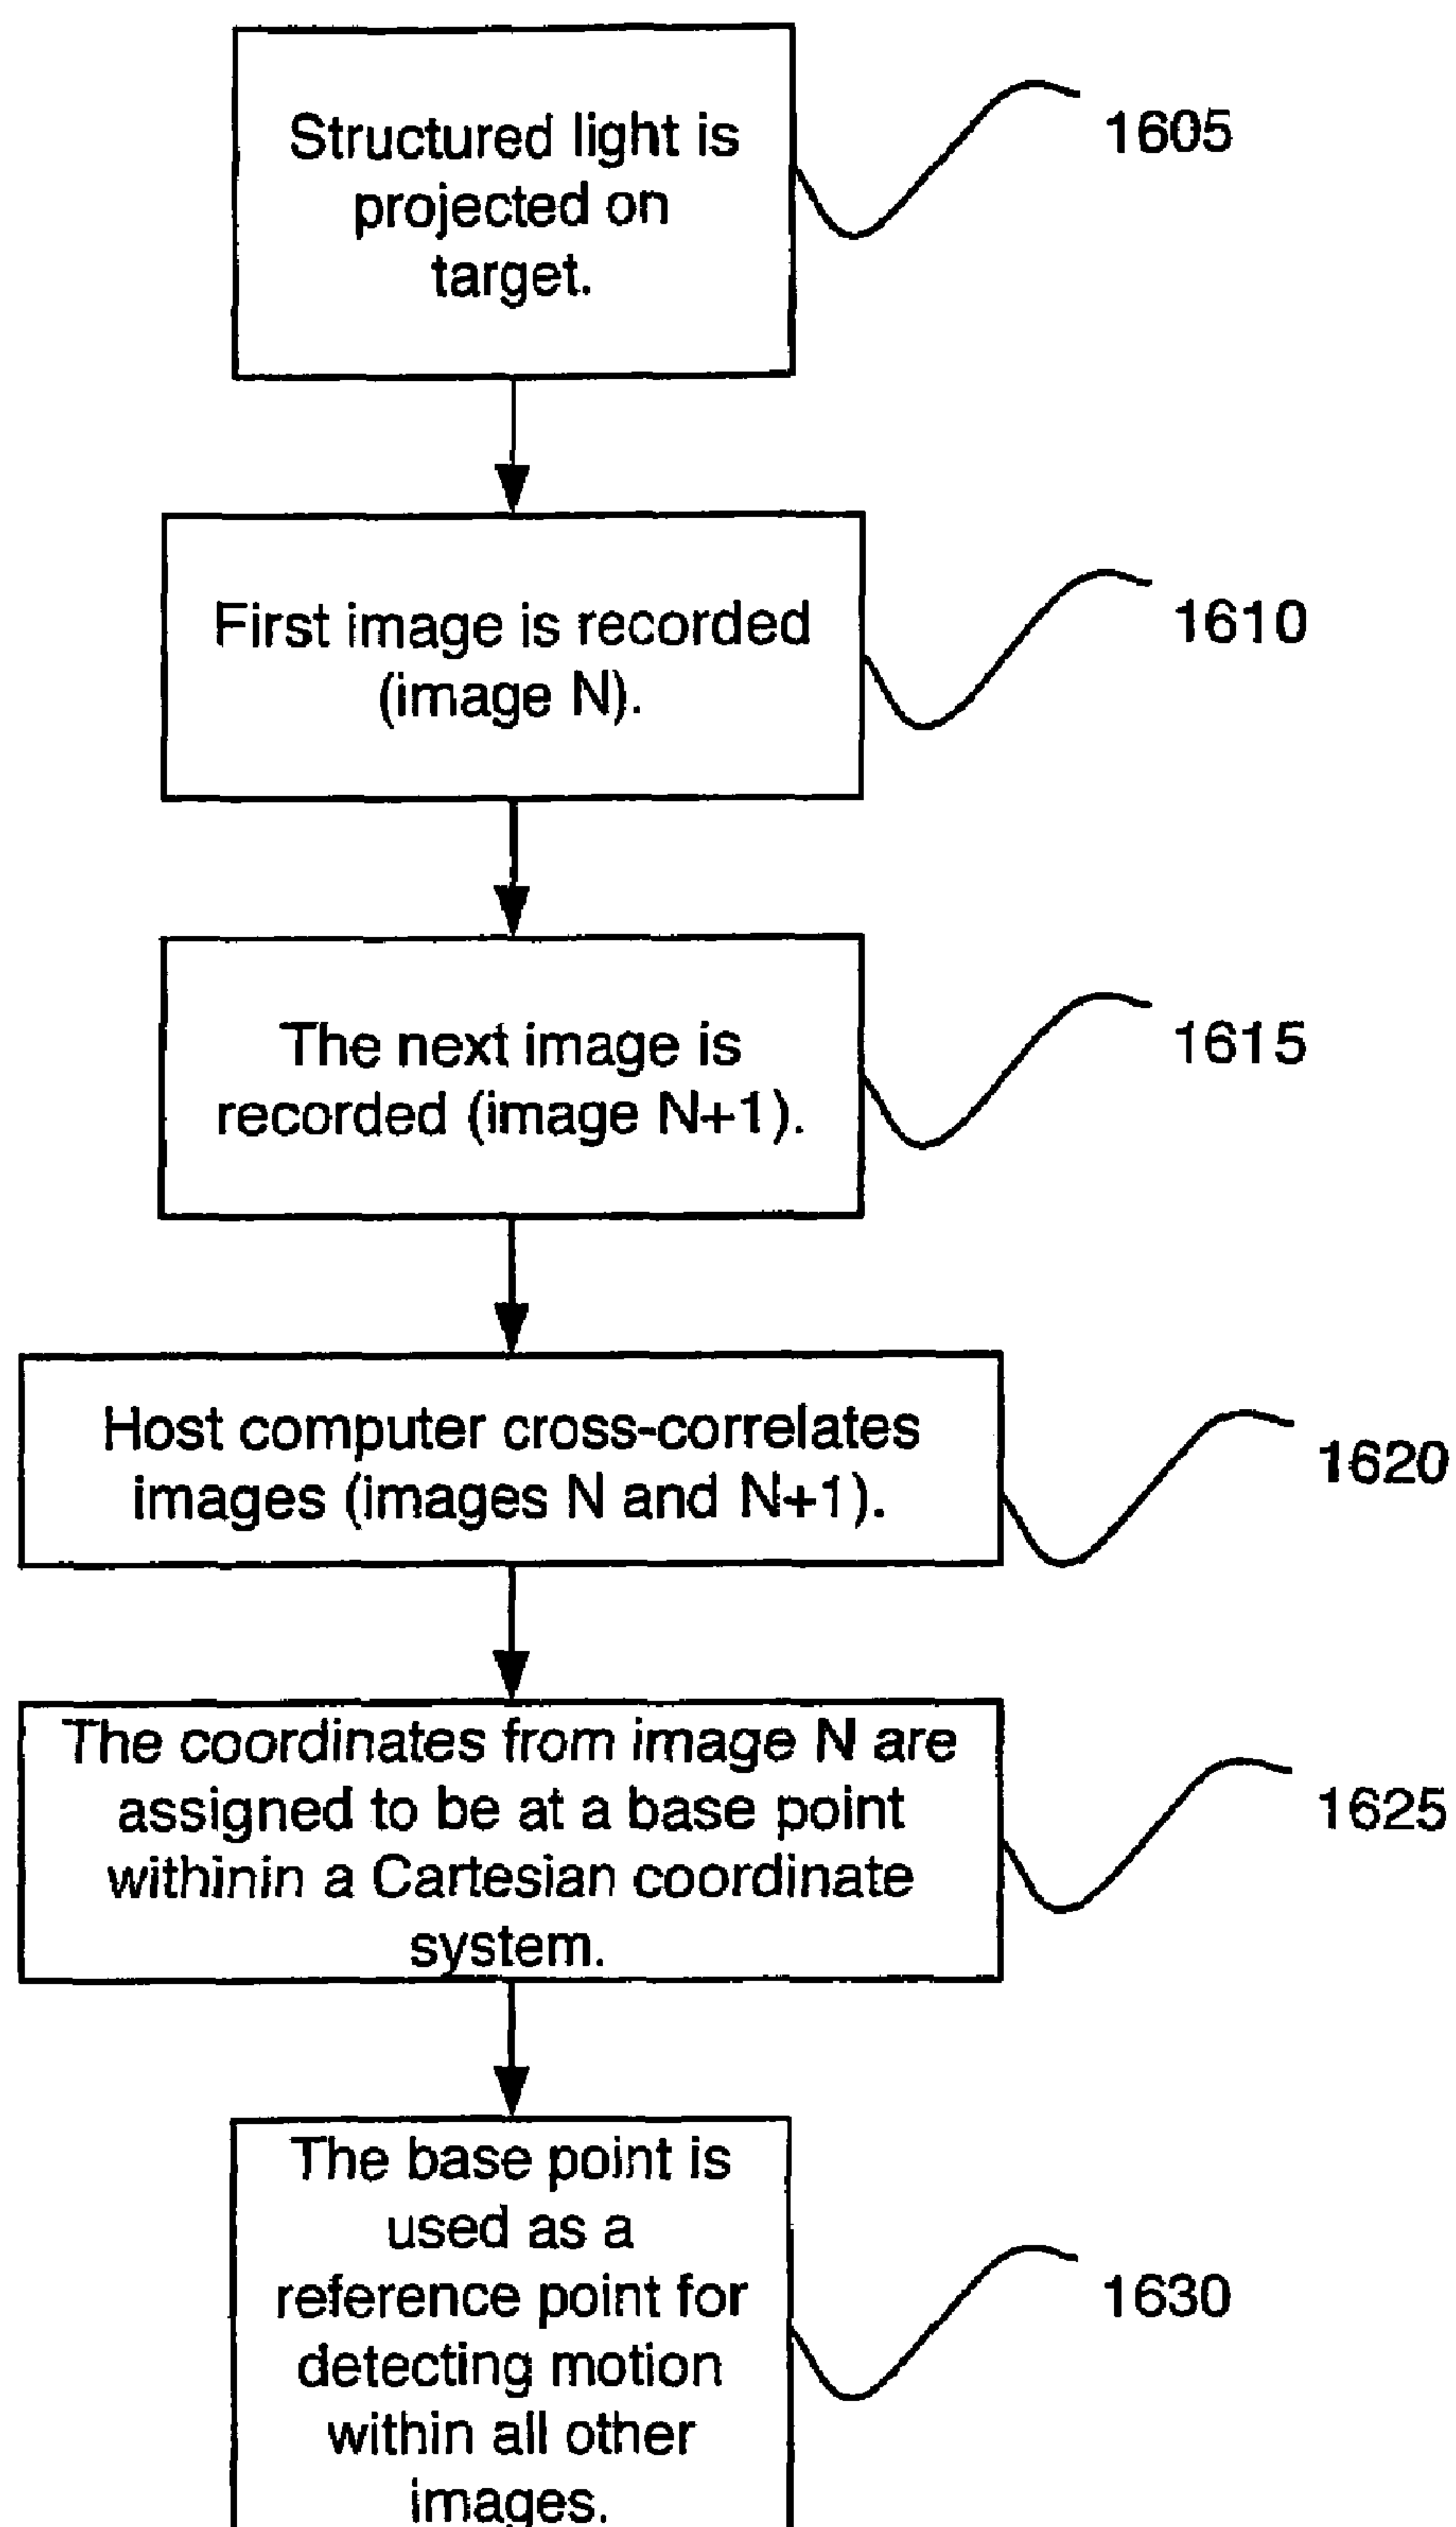 Structured light is
projected on
target.
1605
First image is recorded
(image N).
1610
The next image is
recorded (image N+1).
1615
Host computer cross-correlates
images (images N and N+1).
1620
The coordinates from image N are
assigned to be at a base point
withinin a Cartesian coordinate
system.
1625
The base point is
used as a
reference point for
detecting motion
within all other
images.
1630